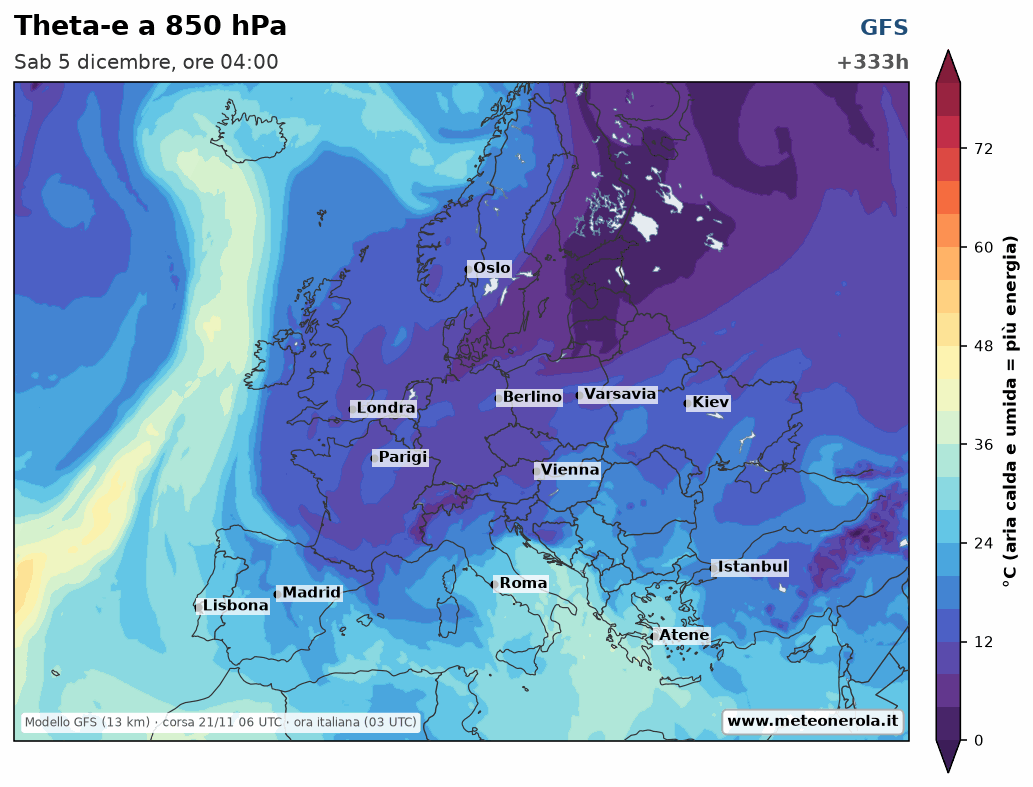 Theta-e a 850 hPa
GFS
Sab 5 dicembre, ore 04:00
+333h
72
60
48
36
24
12
0
°C (aria calda e umida = più energia)
Oslo
Londra
Berlino
Varsavia
Kiev
Parigi
Vienna
Istanbul
Roma
Madrid
Lisbona
Atene
Modello GFS (13 km) · corsa 21/11 06 UTC · ora italiana (03 UTC)
www.meteonerola.it